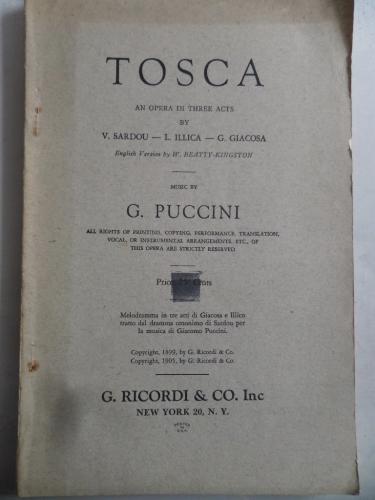 TOSCA
AN OPERA DI THREE ACTS
BY
V. SARDOU — L. ILLICA — G. GIACOSA
English Version by W. BEATTY-KINGSTON
MUSIC BY
G. PUCCINI
ALL RIGHTS OF PRINTING, COPYING, PERFORMANCE, TRANSLATION,
VOCAL, OR INSTRUMENTAL ARRANGEMENTS, ETC., OF
THIS OPERA ARE STRICTLY RESERVED
Price Cents
Melodramma in tre atti di Giacosa e Illica
tratto dal dramma omonimo di Sardou per
la musica di Giacomo Puccini.
Copyright, 1899, by G. Ricordi & Co.
Copyright, 1905, by G. Ricordi & Co.
G. RICORDI & CO. Inc
NEW YORK 20, N. Y.
PRINTED
IN
U.S.A.